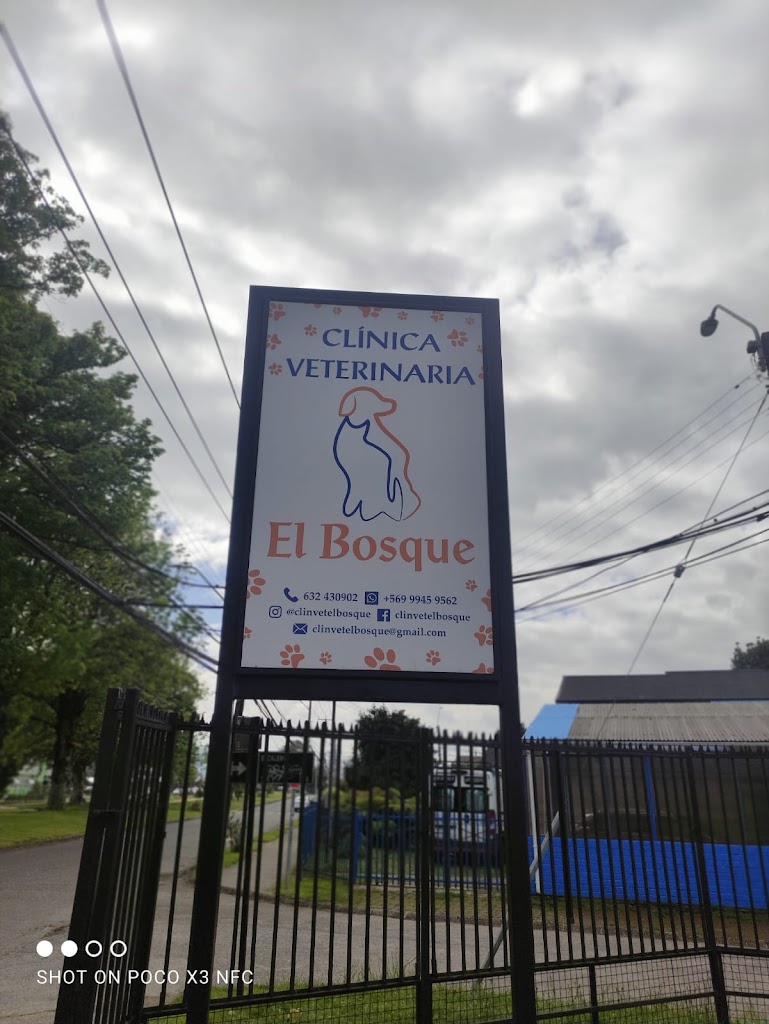 CLÍNICA
VETERINARIA
El Bosque
632 430902 +569 9945 9562
@clinvetelbosque clinvetelbosque
clinvetelbosque@gmail.com
SHOT ON POCO X3 NFC